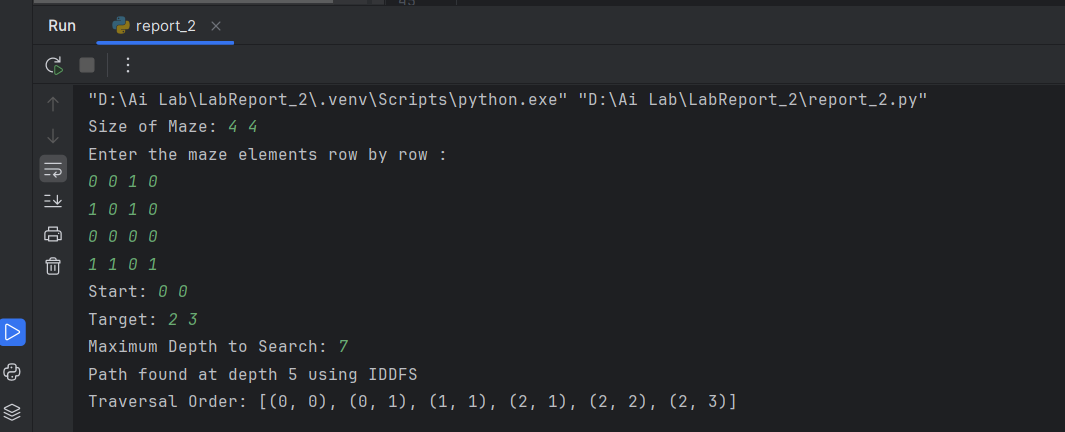 Run report_2
"D:\Ai Lab\LabReport_2\.venv\Scripts\python.exe" "D:\Ai Lab\LabReport_2\report_2.py"
Size of Maze: 4 4
Enter the maze elements row by row :
0 0 1 0
1 0 1 0
0 0 0 0
1 1 0 1
Start: 0 0
Target: 2 3
Maximum Depth to Search: 7
Path found at depth 5 using IDDFS
Traversal Order: [(0, 0), (0, 1), (1, 1), (2, 1), (2, 2), (2, 3)]